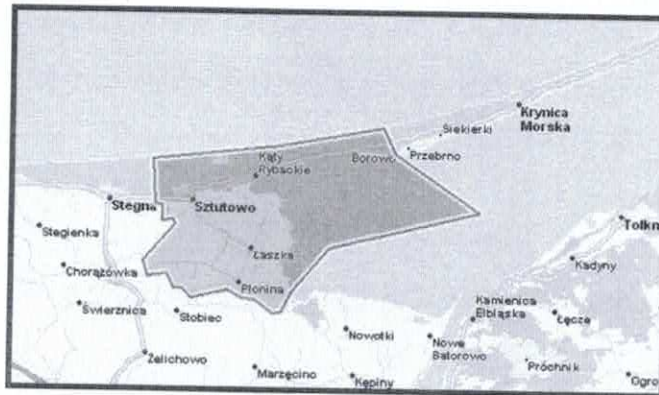 Krynica
Morska
Siekierki
Przebrno
Borowo
Kąty
Rybackie
Stegna
Sztutowo
Stegienka
Łaszka
Chorążówka
Płonina
Świerznica
Stobiec
Żelichowo
Marzęcino
Nowotki
Kępiny
Nowe
Batorowo
Kamienica
Elbląska
Łęcze
Próchnik
Kadyny
Tolkm
Ogro